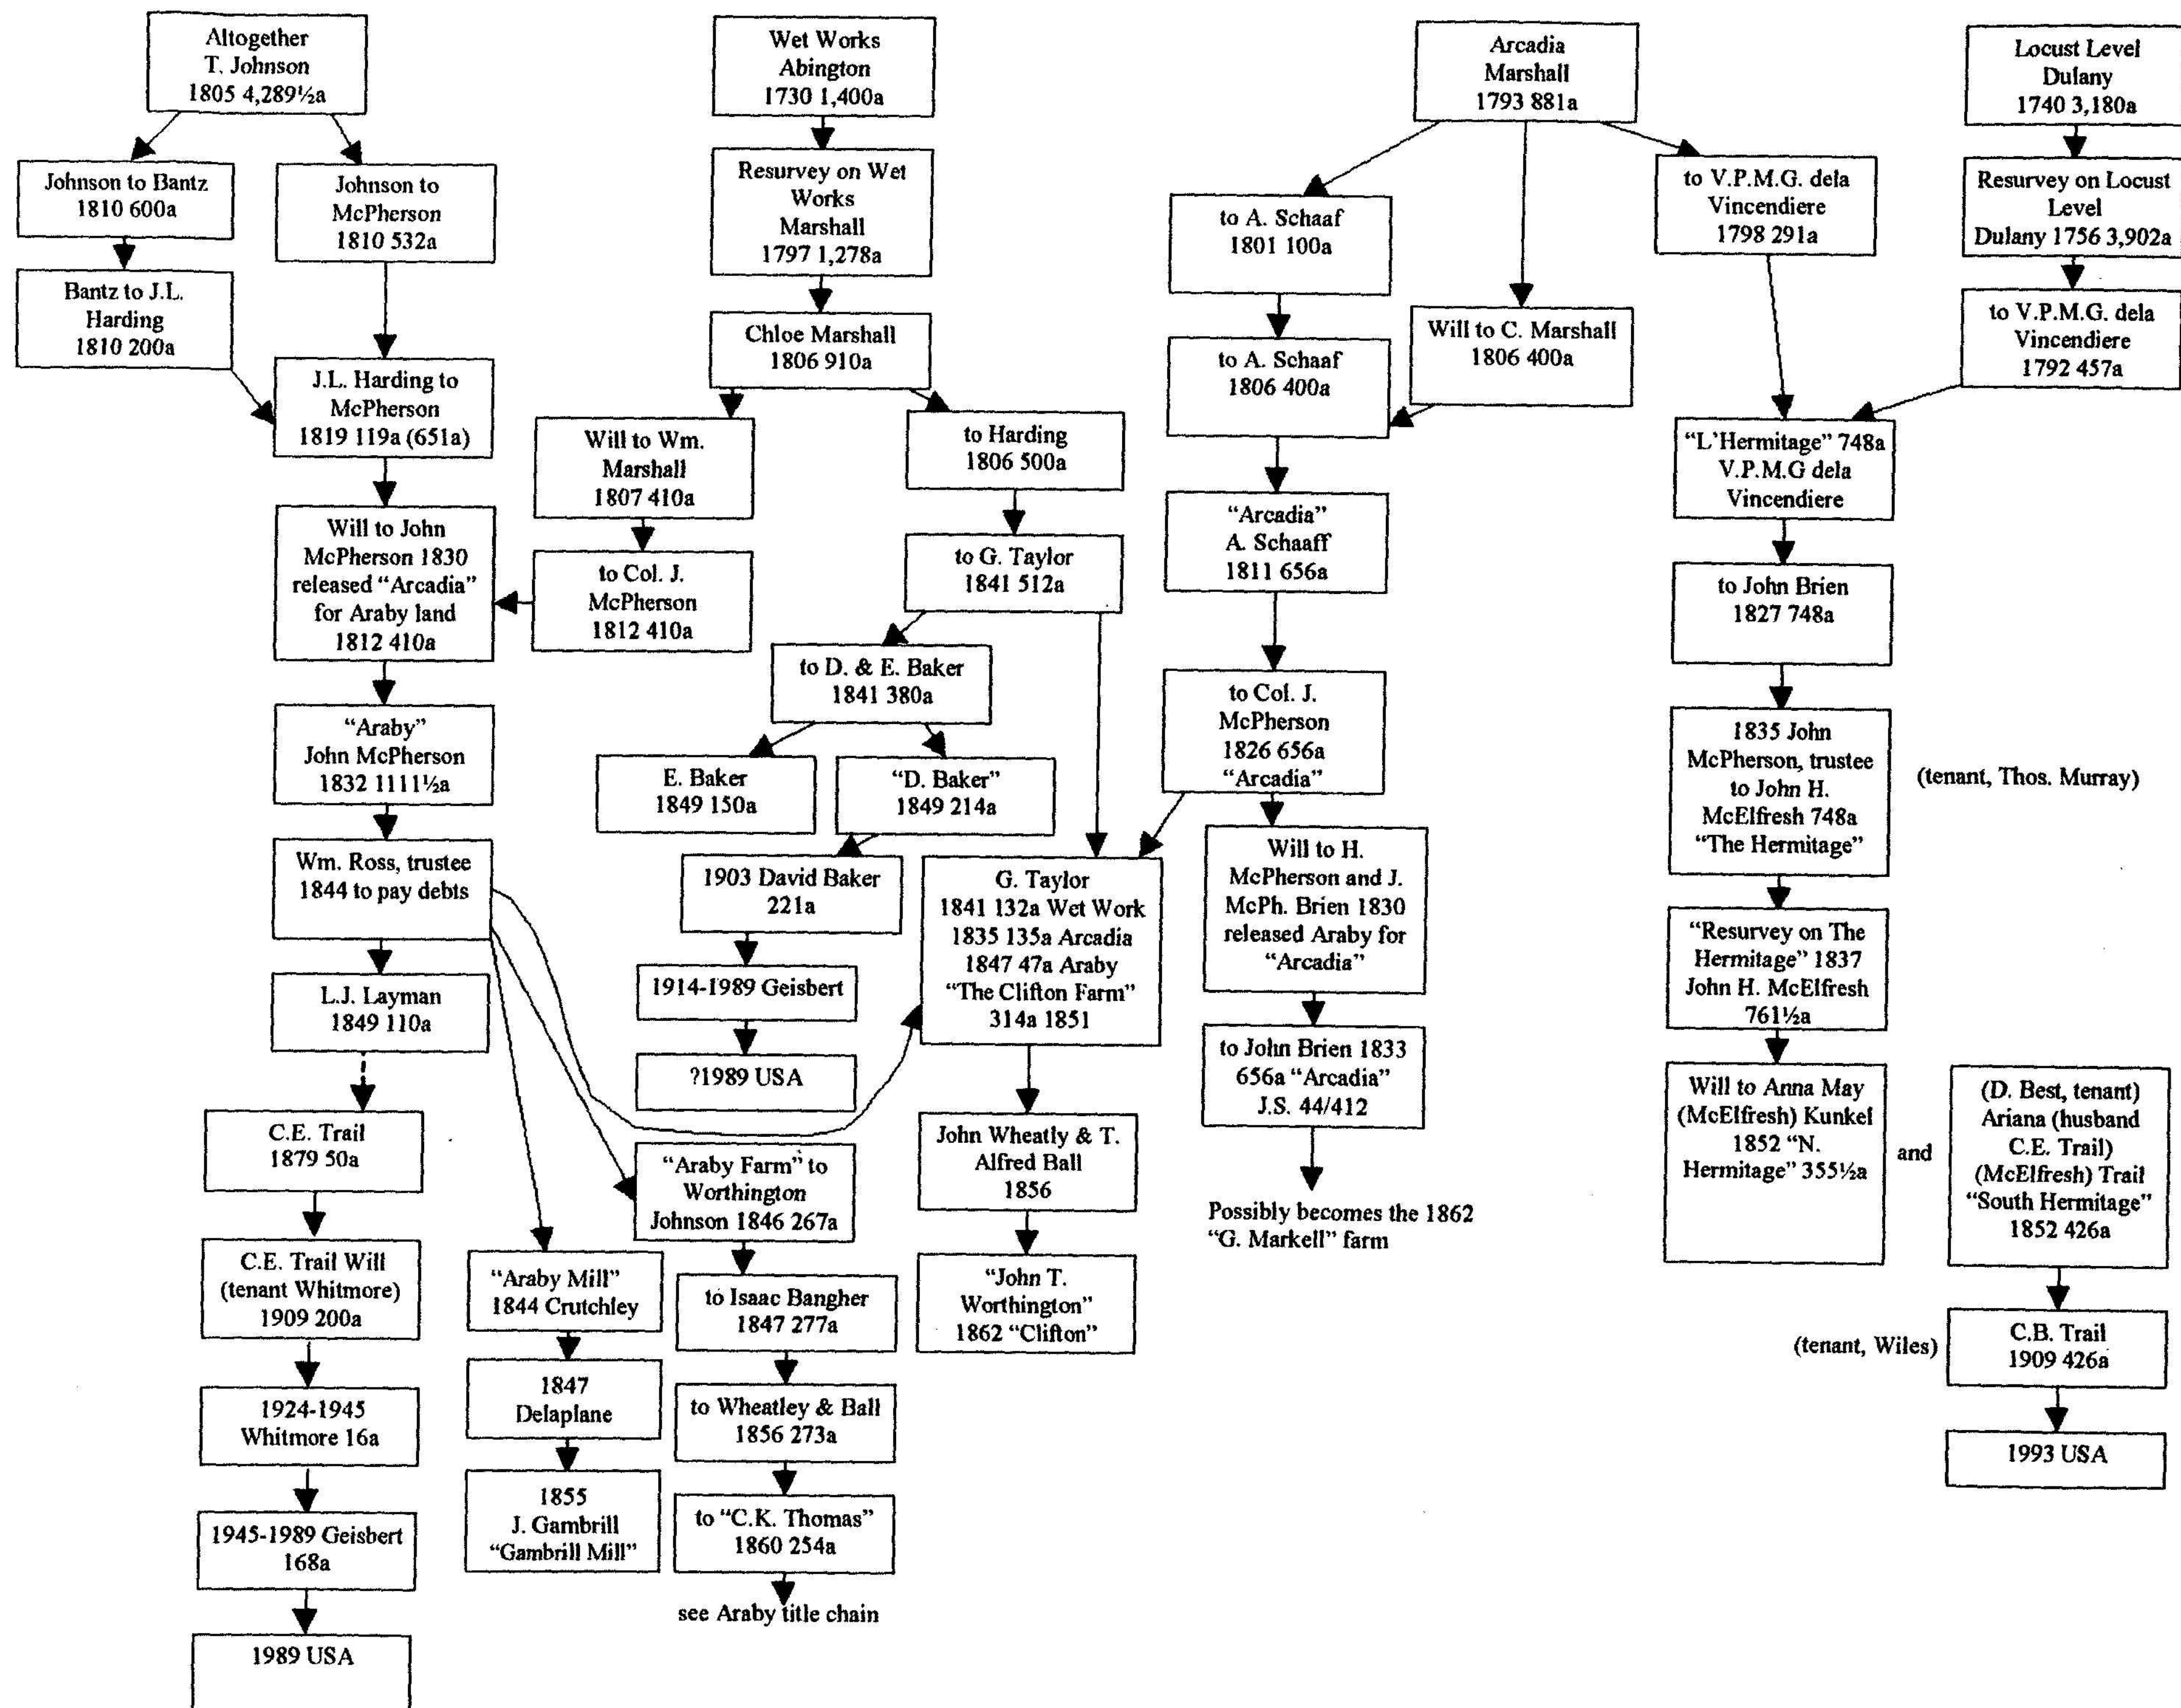 Altogether
T. Johnson
1805 4,289½a
Johnson to Bantz
1810 600a
Johnson to
McPherson
1810 532a
Bantz to J.L.
Harding
1810 200a
J.L. Harding to
McPherson
1819 119a (651a)
Will to John
McPherson 1830
released “Arcadia”
for Araby land
1812 410a
“Araby”
John McPherson
1832 1111½a
Wm. Ross, trustee
1844 to pay debts
L.J. Layman
1849 110a
C.E. Trail
1879 50a
C.E. Trail Will
(tenant Whitmore)
1909 200a
1924-1945
Whitmore 16a
1945-1989 Geisbert
168a
1989 USA
Wet Works
Abington
1730 1,400a
Resurvey on Wet
Works
Marshall
1797 1,278a
Chloe Marshall
1806 910a
Will to Wm.
Marshall
1807 410a
to Col. J.
McPherson
1812 410a
to Harding
1806 500a
to G. Taylor
1841 512a
to D. & E. Baker
1841 380a
E. Baker
1849 150a
“D. Baker”
1849 214a
1903 David Baker
221a
1914-1989 Geisbert
?1989 USA
G. Taylor
1841 132a Wet Work
1835 135a Arcadia
1847 47a Araby
“The Clifton Farm”
314a 1851
John Wheatly & T.
Alfred Ball
1856
“John T.
Worthington”
1862 “Clifton”
“Araby Mill”
1844 Crutchley
1847
Delaplane
1855
J. Gambrill
“Gambrill Mill”
“Araby Farm” to
Worthington
Johnson 1846 267a
to Isaac Bangher
1847 277a
to Wheatley & Ball
1856 273a
to “C.K. Thomas”
1860 254a
see Araby title chain
Arcadia
Marshall
1793 881a
to A. Schaaf
1801 100a
to A. Schaaf
1806 400a
Will to C. Marshall
1806 400a
“Arcadia”
A. Schaaff
1811 656a
to Col. J.
McPherson
1826 656a
“Arcadia”
Will to H.
McPherson and J.
McPh. Brien 1830
released Araby for
“Arcadia”
to John Brien 1833
656a “Arcadia”
J.S. 44/412
Possibly becomes the 1862
“G. Markell” farm
to V.P.M.G. dela
Vincendiere
1798 291a
Locust Level
Dulany
1740 3,180a
Resurvey on Locust
Level
Dulany 1756 3,902a
to V.P.M.G. dela
Vincendiere
1792 457a
“L’Hermitage” 748a
V.P.M.G dela
Vincendiere
to John Brien
1827 748a
1835 John
McPherson, trustee
to John H.
McElfresh 748a
“The Hermitage”
(tenant, Thos. Murray)
“Resurvey on The
Hermitage” 1837
John H. McElfresh
761½a
Will to Anna May
(McElfresh) Kunkel
1852 “N.
Hermitage” 355½a
and
(D. Best, tenant)
Ariana (husband
C.E. Trail)
(McElfresh) Trail
“South Hermitage”
1852 426a
(tenant, Wiles)
C.B. Trail
1909 426a
1993 USA